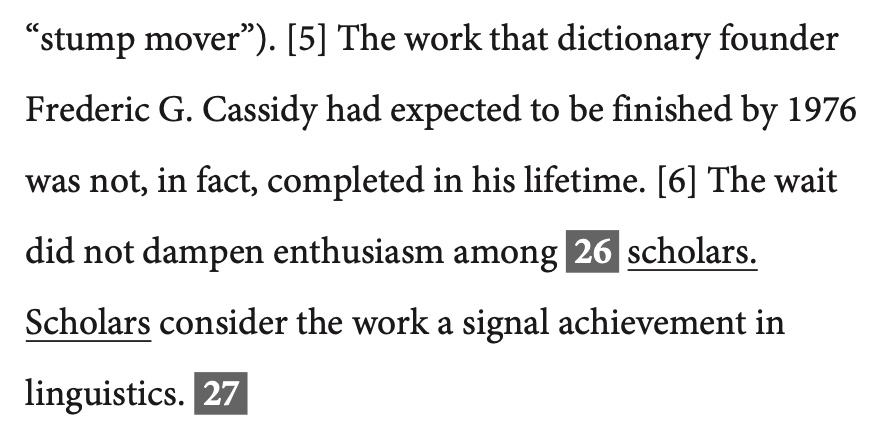 “stump mover”). [5] The work that dictionary founder
Frederic G. Cassidy had expected to be finished by 1976
was not, in fact, completed in his lifetime. [6] The wait
did not dampen enthusiasm among 26 scholars.
Scholars consider the work a signal achievement in
linguistics. 27